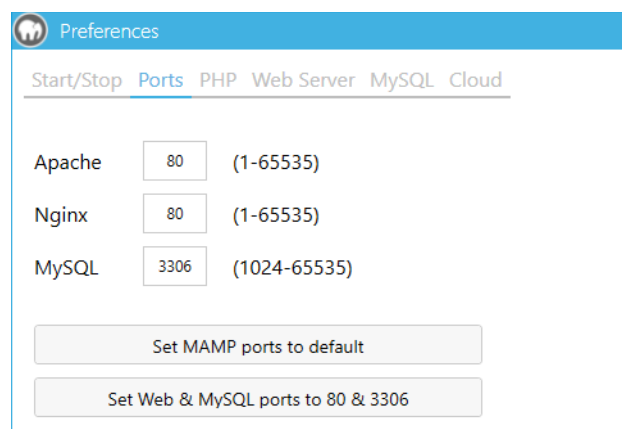 Preferences
Start/Stop Ports PHP Web Server MySQL Cloud
Apache 80 (1-65535)
Nginx 80 (1-65535)
MySQL 3306 (1024-65535)
Set MAMP ports to default
Set Web & MySQL ports to 80 & 3306